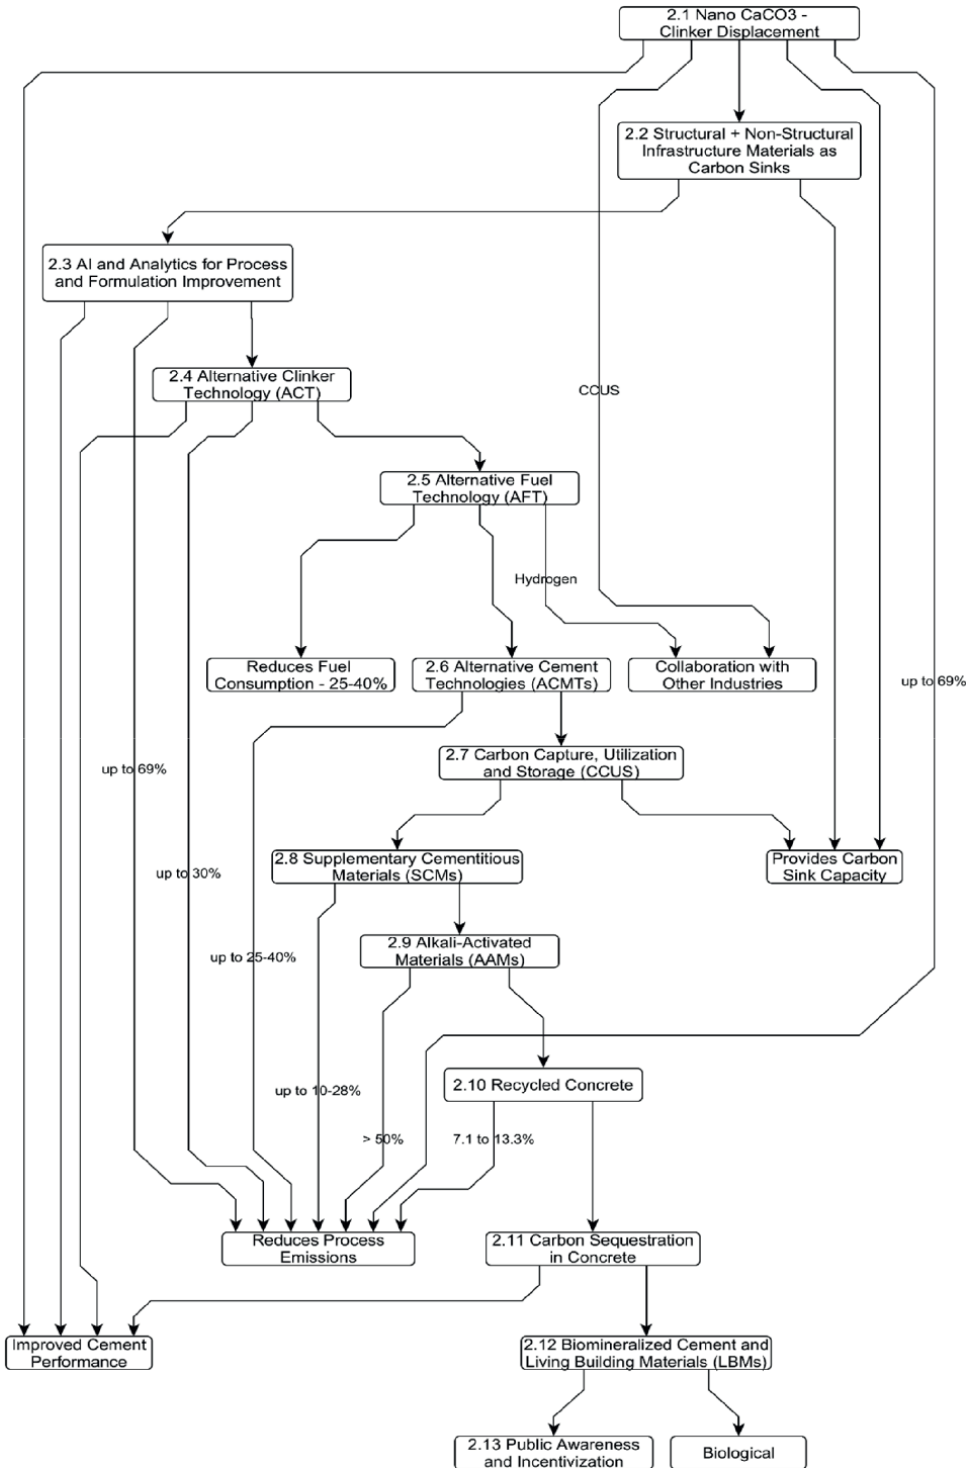 2.1 Nano CaCO3 -
Clinker Displacement
2.2 Structural + Non-Structural
Infrastructure Materials as
Carbon Sinks
2.3 AI and Analytics for Process
and Formulation Improvement
2.4 Alternative Clinker
Technology (ACT)
CCUS
2.5 Alternative Fuel
Technology (AFT)
Hydrogen
Reduces Fuel
Consumption - 25-40%
2.6 Alternative Cement
Technologies (ACMTs)
Collaboration with
Other Industries
up to 69%
2.7 Carbon Capture, Utilization
and Storage (CCUS)
up to 69%
2.8 Supplementary Cementitious
Materials (SCMs)
Provides Carbon
Sink Capacity
up to 30%
2.9 Alkali-Activated
Materials (AAMs)
up to 25-40%
2.10 Recycled Concrete
up to 10-28%
> 50%
7.1 to 13.3%
Reduces Process
Emissions
2.11 Carbon Sequestration
in Concrete
Improved Cement
Performance
2.12 Biomineralized Cement and
Living Building Materials (LBMs)
2.13 Public Awareness
and Incentivization
Biological